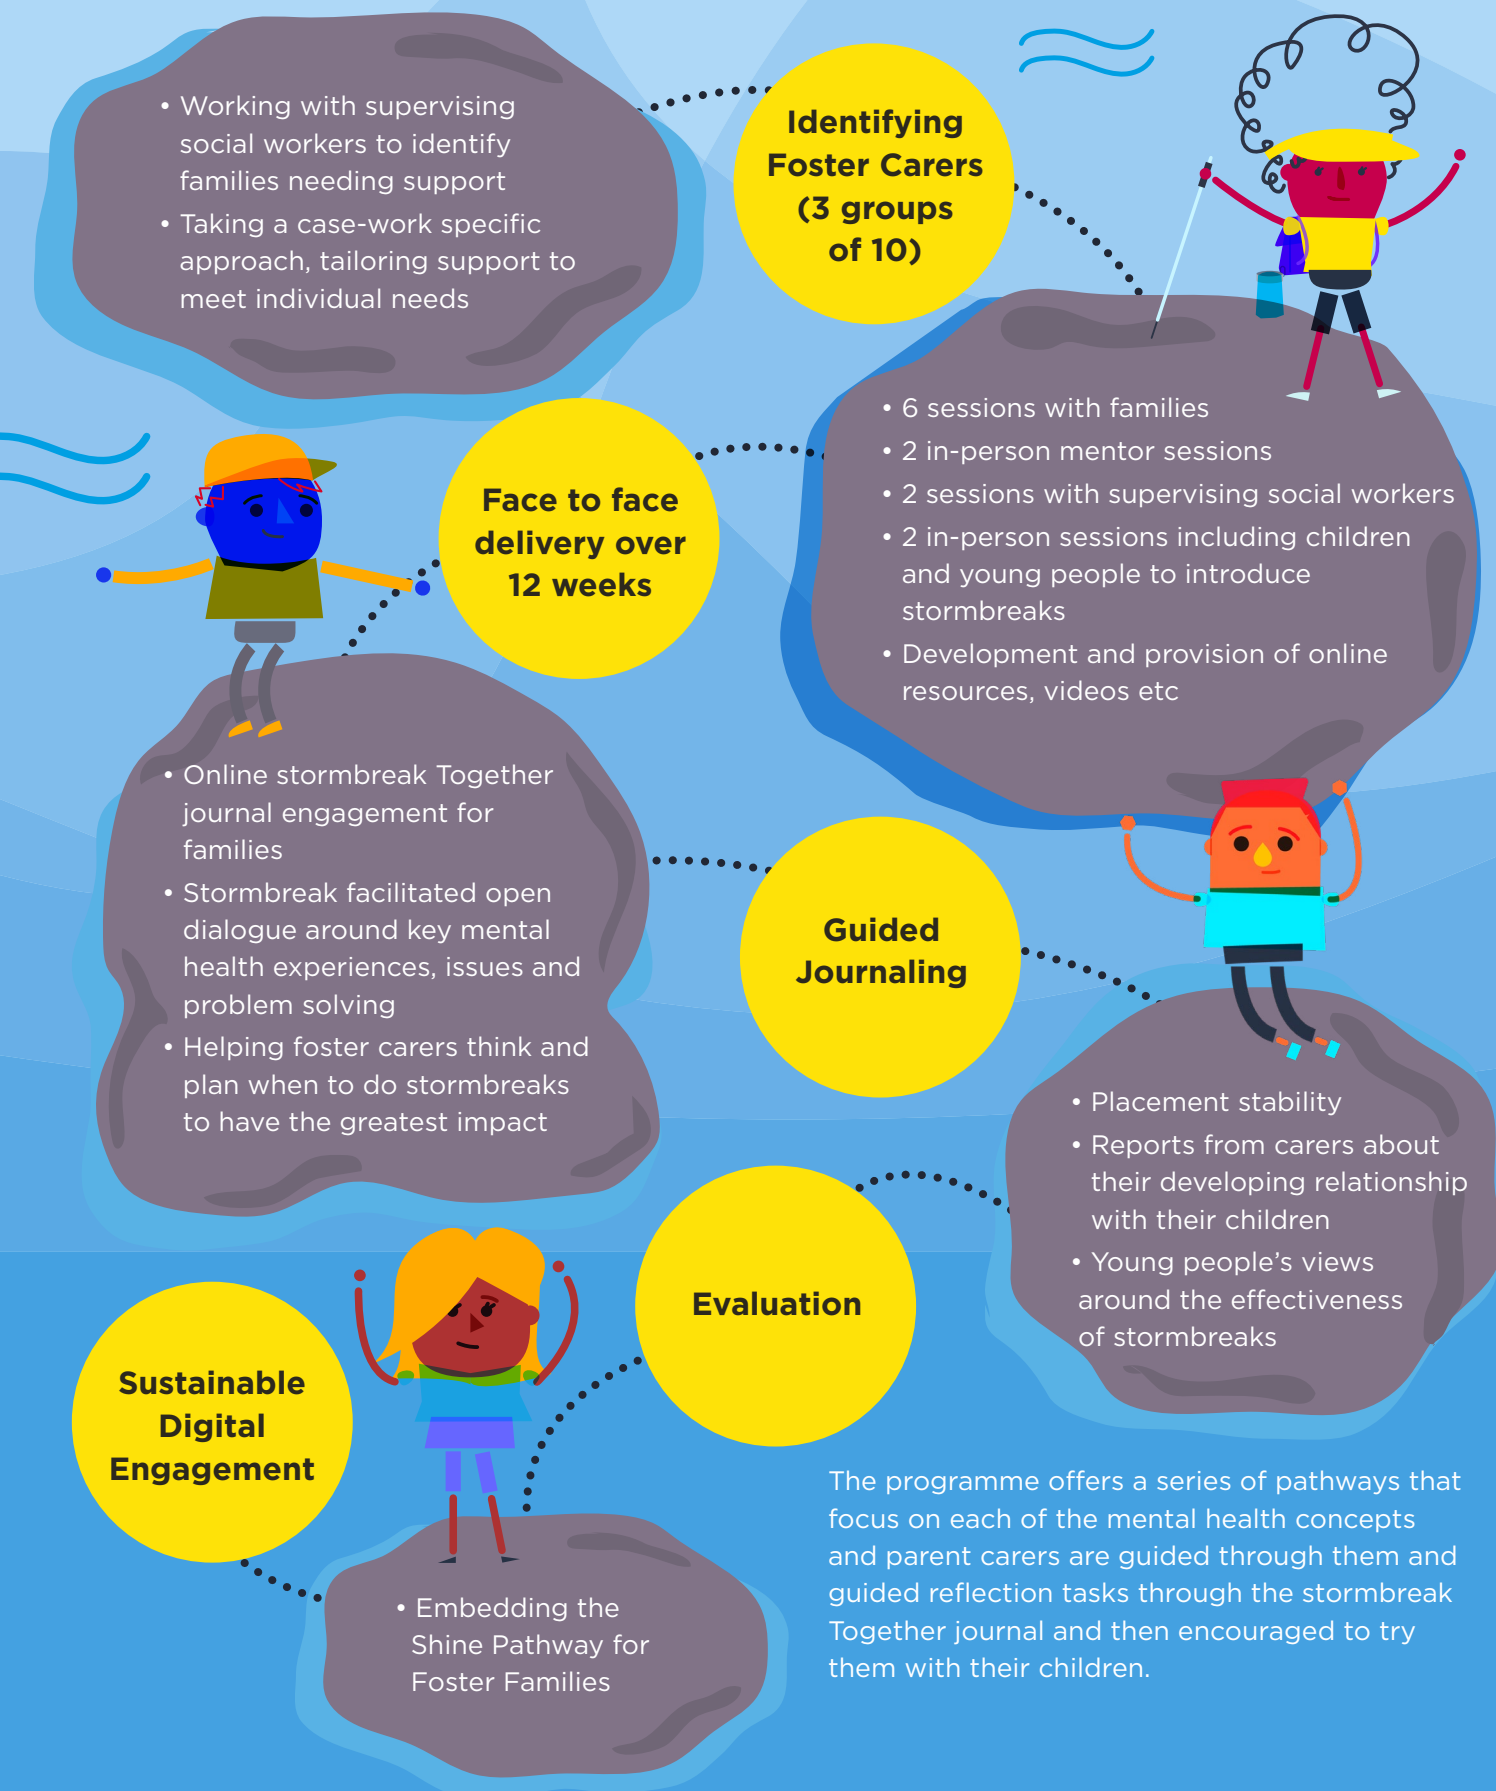 • Working with supervising
social workers to identify
families needing support
• Taking a case-work specific
approach, tailoring support to
meet individual needs
Identifying
Foster Carers
(3 groups
of 10)
• 6 sessions with families
• 2 in-person mentor sessions
• 2 sessions with supervising social workers
• 2 in-person sessions including children
and young people to introduce
stormbreaks
• Development and provision of online
resources, videos etc
Face to face
delivery over
12 weeks
• Online stormbreak Together
journal engagement for
families
• Stormbreak facilitated open
dialogue around key mental
health experiences, issues and
problem solving
• Helping foster carers think and
plan when to do stormbreaks
to have the greatest impact
Guided
Journaling
• Placement stability
• Reports from carers about
their developing relationship
with their children
• Young people’s views
around the effectiveness
of stormbreaks
Evaluation
Sustainable
Digital
Engagement
• Embedding the
Shine Pathway for
Foster Families
The programme offers a series of pathways that
focus on each of the mental health concepts
and parent carers are guided through them and
guided reflection tasks through the stormbreak
Together journal and then encouraged to try
them with their children.